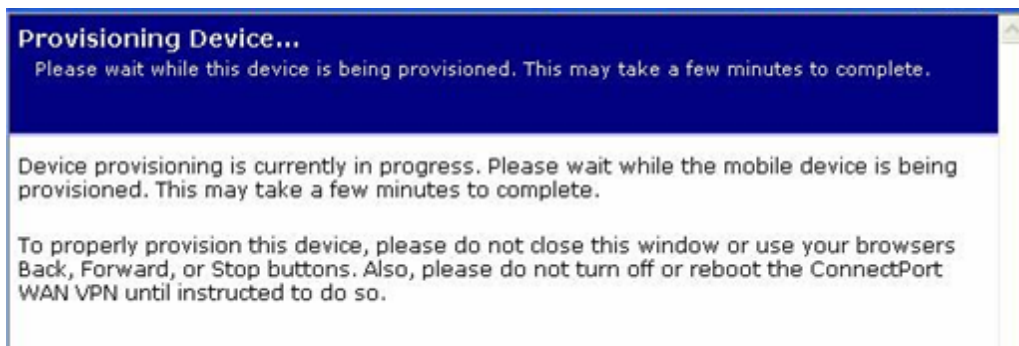 Provisioning Device...
Please wait while this device is being provisioned. This may take a few minutes to complete.
Device provisioning is currently in progress. Please wait while the mobile device is being
provisioned. This may take a few minutes to complete.
To properly provision this device, please do not close this window or use your browsers
Back, Forward, or Stop buttons. Also, please do not turn off or reboot the ConnectPort
WAN VPN until instructed to do so.